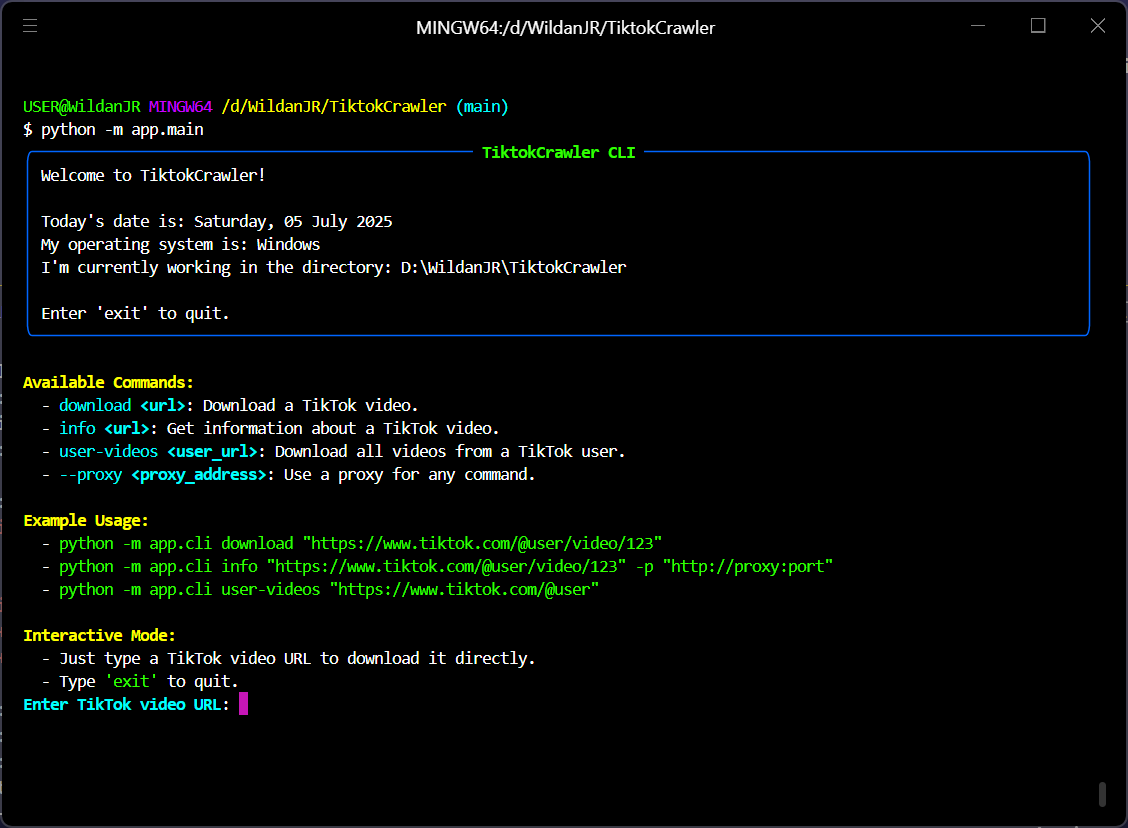 MINGW64:/d/WildanJR/TiktokCrawler
USER@WildanJR MINGW64 /d/WildanJR/TiktokCrawler (main)
$ python -m app.main
TiktokCrawler CLI
Welcome to TiktokCrawler!
Today's date is: Saturday, 05 July 2025
My operating system is: Windows
I'm currently working in the directory: D:\WildanJR\TiktokCrawler
Enter 'exit' to quit.
Available Commands:
- download <url>: Download a TikTok video.
- info <url>: Get information about a TikTok video.
- user-videos <user_url>: Download all videos from a TikTok user.
- --proxy <proxy_address>: Use a proxy for any command.
Example Usage:
- python -m app.cli download "https://www.tiktok.com/@user/video/123"
- python -m app.cli info "https://www.tiktok.com/@user/video/123" -p "http://proxy:port"
- python -m app.cli user-videos "https://www.tiktok.com/@user"
Interactive Mode:
- Just type a TikTok video URL to download it directly.
- Type 'exit' to quit.
Enter TikTok video URL: